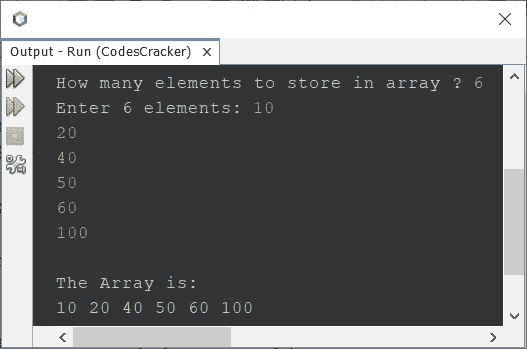 Output - Run (CodesCracker) ×
How many elements to store in array ? 6
Enter 6 elements: 10
20
40
50
60
100
The Array is:
10 20 40 50 60 100